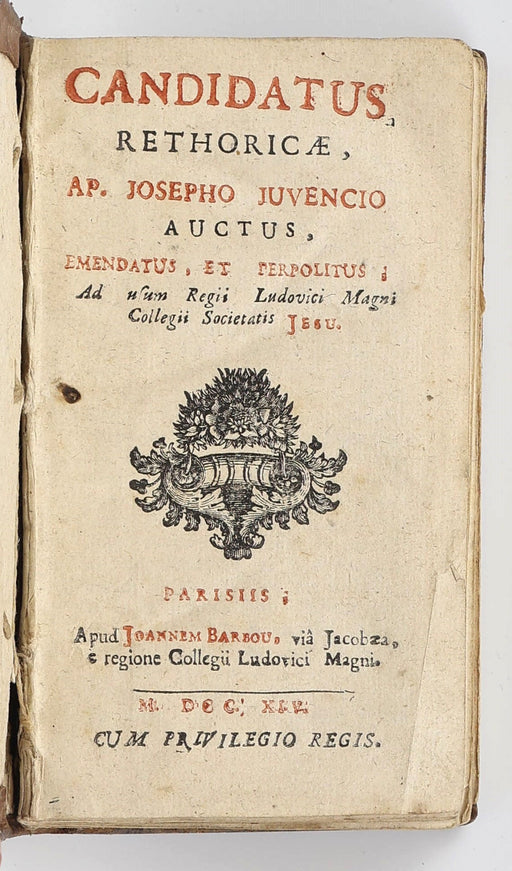 CANDIDATUS
RETHORICÆ,
AP. JOSEPHO JUVENCIO
AUCTUS,
EMENDATUS, ET PERPOLITUS;
Ad usum Regii Ludovici Magni
Collegii Societatis JESU.
PARISIIS;
Apud JOANNEM BARBOU, viâ Jacobæa,
e regione Collegii Ludovici Magni.
M. DCC. XLV.
CUM PRIVILEGIO REGIS.